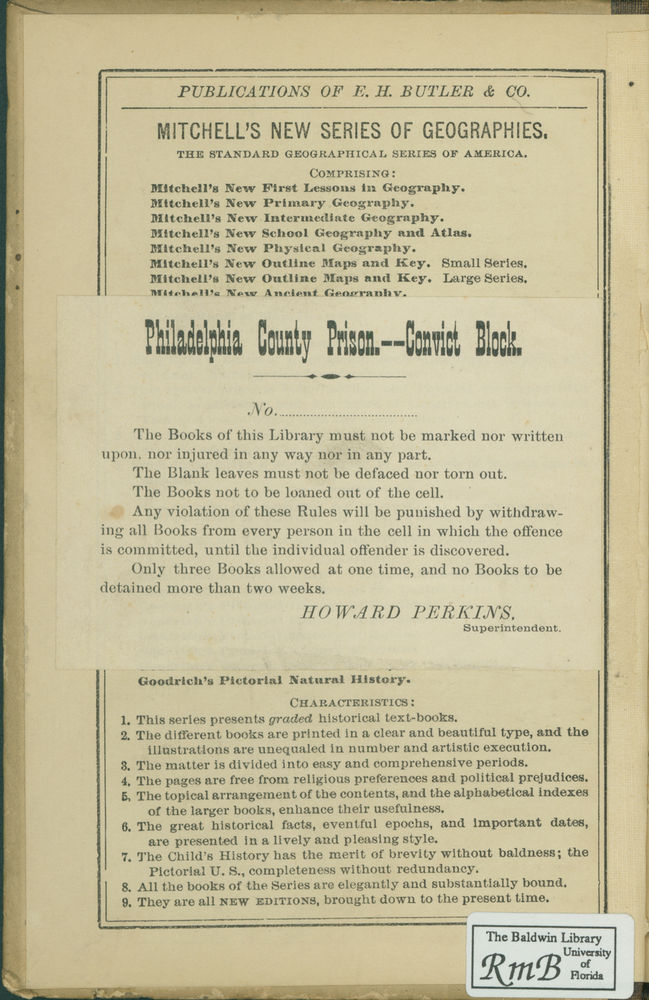 PUBLICATIONS OF E. H. BUTLER & CO.
MITCHELL'S NEW SERIES OF GEOGRAPHIES.
THE STANDARD GEOGRAPHICAL SERIES OF AMERICA.
COMPRISING:
Mitchell's New First Lessons in Geography.
Mitchell's New Primary Geography.
Mitchell's New Intermediate Geography.
Mitchell's New School Geography and Atlas.
Mitchell's New Physical Geography.
Mitchell's New Outline Maps and Key. Small Series.
Mitchell's New Outline Maps and Key. Large Series.
Mitchell's New Ancient Geography.
Philadelphia County Prison.--Convict Block.
No.......................................
The Books of this Library must not be marked nor written
upon. nor injured in any way nor in any part.
The Blank leaves must not be defaced nor torn out.
The Books not to be loaned out of the cell.
Any violation of these Rules will be punished by withdraw-
ing all Books from every person in the cell in which the offence
is committed, until the individual offender is discovered.
Only three Books allowed at one time, and no Books to be
detained more than two weeks.
HOWARD PERKINS,
Superintendent.
Goodrich's Pictorial Natural History.
CHARACTERISTICS:
1. This series presents graded historical text-books.
2. The different books are printed in a clear and beautiful type, and the
illustrations are unequaled in number and artistic execution.
3. The matter is divided into easy and comprehensive periods.
4. The pages are free from religious preferences and political prejudices.
5. The topical arrangement of the contents, and the alphabetical indexes
of the larger books, enhance their usefulness.
6. The great historical facts, eventful epochs, and important dates,
are presented in a lively and pleasing style.
7. The Child's History has the merit of brevity without baldness; the
Pictorial U. S., completeness without redundancy.
8. All the books of the Series are elegantly and substantially bound.
9. They are all NEW EDITIONS, brought down to the present time.
The Baldwin Library
RmB University
of
Florida